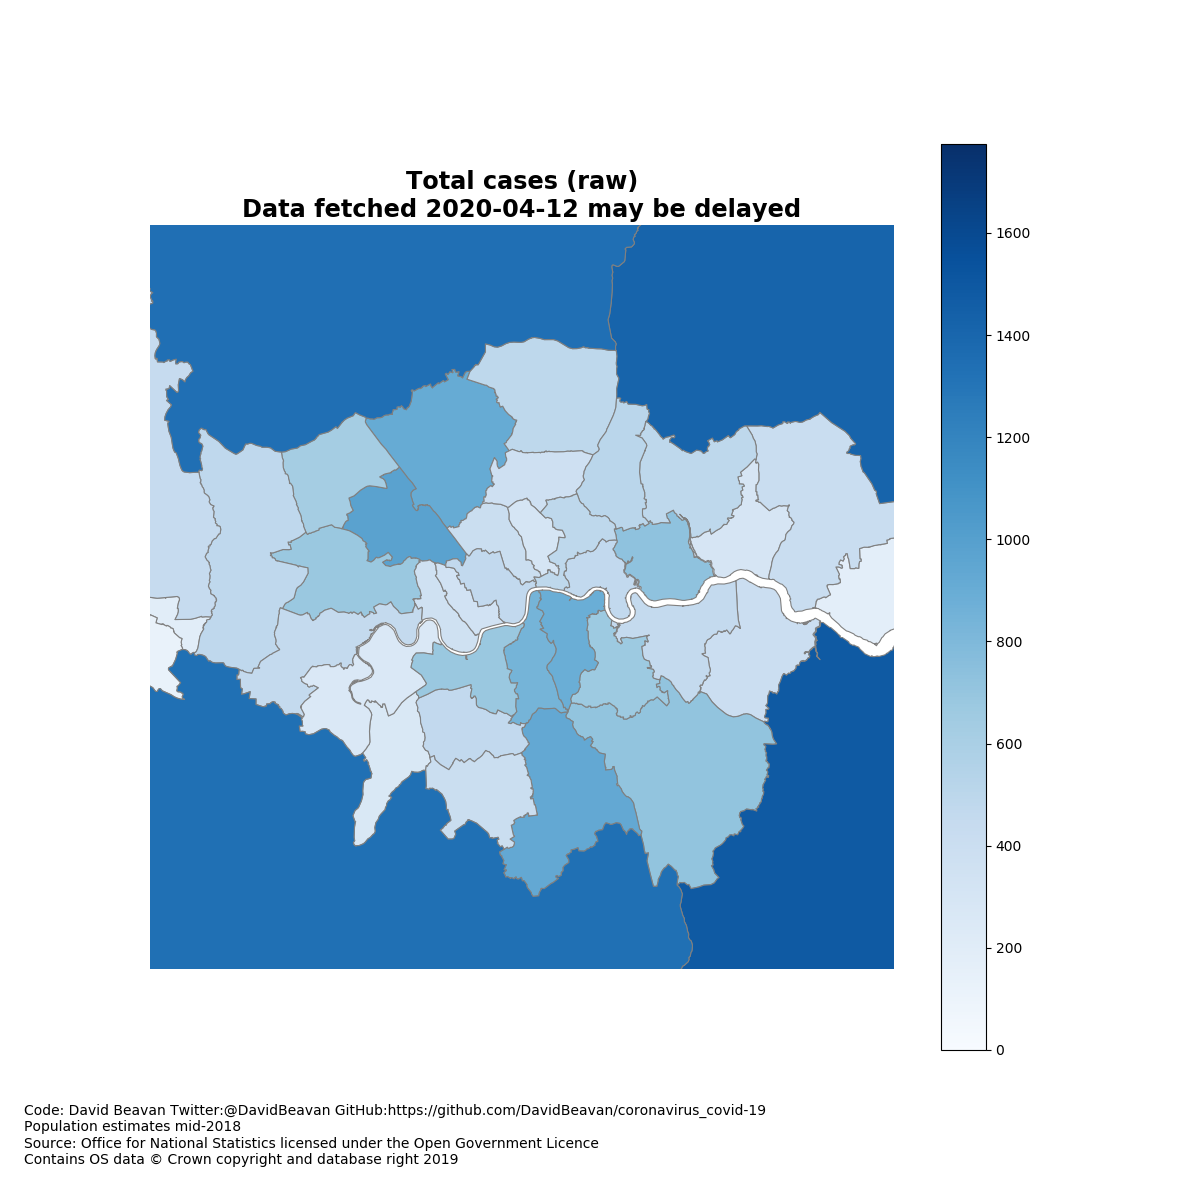 Total cases (raw)
Data fetched 2020-04-12 may be delayed
1600
1400
1200
1000
800
600
400
200
0
Code: David Beavan Twitter:@DavidBeavan GitHub:https://github.com/DavidBeavan/coronavirus_covid-19
Population estimates mid-2018
Source: Office for National Statistics licensed under the Open Government Licence
Contains OS data © Crown copyright and database right 2019